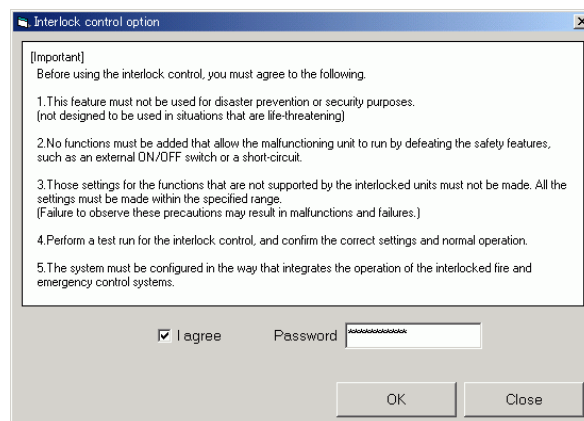 Interlock control option
[Important]
Before using the interlock control, you must agree to the following.
1.This feature must not be used for disaster prevention or security purposes.
(not designed to be used in situations that are life-threatening)
2.No functions must be added that allow the malfunctioning unit to run by defeating the safety features,
such as an external ON/OFF switch or a short-circuit.
3.Those settings for the functions that are not supported by the interlocked units must not be made. All the
settings must be made within the specified range.
(Failure to observe these precautions may result in malfunctions and failures.)
4.Perform a test run for the interlock control, and confirm the correct settings and normal operation.
5.The system must be configured in the way that integrates the operation of the interlocked fire and
emergency control systems.
I agree Password ************
OK Close